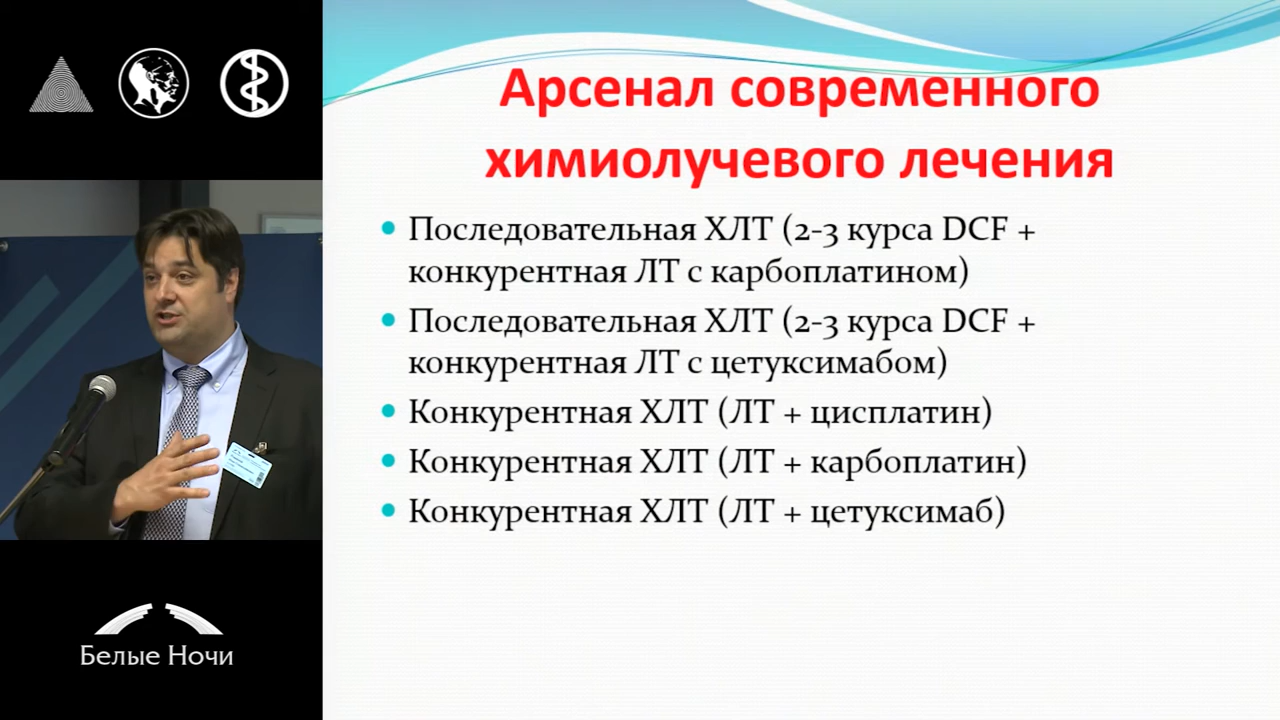 Арсенал современного
химиолучевого лечения
• Последовательная ХЛТ (2-3 курса DCF +
конкурентная ЛТ с карбоплатином)
• Последовательная ХЛТ (2-3 курса DCF +
конкурентная ЛТ с цетуксимабом)
• Конкурентная ХЛТ (ЛТ + цисплатин)
• Конкурентная ХЛТ (ЛТ + карбоплатин)
• Конкурентная ХЛТ (ЛТ + цетуксимаб)
Белые Ночи